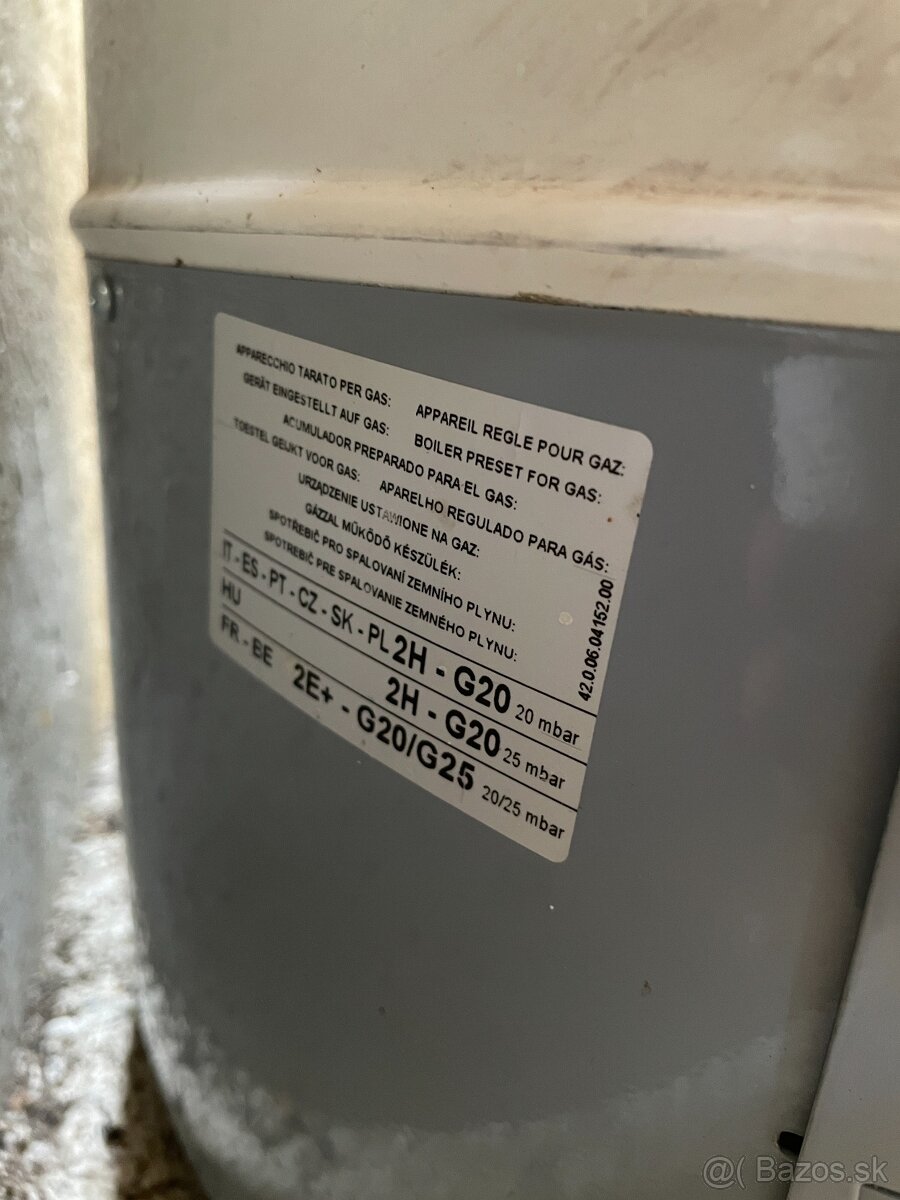 APPARECCHIO TARATO PER GAS: APPAREIL REGLE POUR GAZ:
GERÄT EINGESTELLT AUF GAS: BOILER PRESET FOR GAS:
ACUMULADOR PREPARADO PARA EL GAS:
TOESTEL GEIJKT VOOR GAS: APARELHO REGULADO PARA GÁS:
URZĄDZENIE USTAWIONE NA GAZ:
GÁZZAL MŰKÖDŐ KÉSZÜLÉK:
SPOTŘEBIČ PRO SPALOVANÍ ZEMNÍHO PLYNU:
SPOTREBIČ PRE SPALOVANIE ZEMNÉHO PLYNU:
IT - ES - PT - CZ - SK - PL 2H - G20 20 mbar
HU 2H - G20 25 mbar
FR - BE 2E+ - G20/G25 20/25 mbar
42.0.06.04152.00
@( Bazos.sk